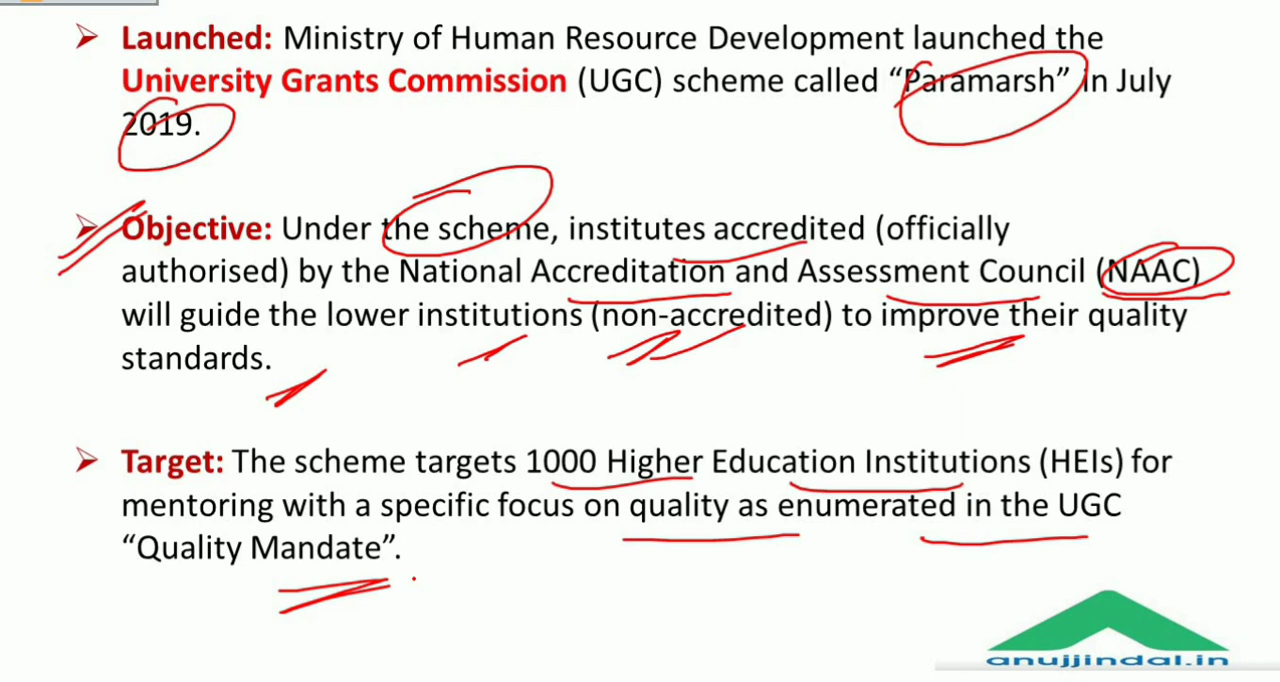 ➤ Launched: Ministry of Human Resource Development launched the
University Grants Commission (UGC) scheme called “Paramarsh” in July
2019.
➤ Objective: Under the scheme, institutes accredited (officially
authorised) by the National Accreditation and Assessment Council (NAAC)
will guide the lower institutions (non-accredited) to improve their quality
standards.
➤ Target: The scheme targets 1000 Higher Education Institutions (HEIs) for
mentoring with a specific focus on quality as enumerated in the UGC
“Quality Mandate”.
anujjindal.in